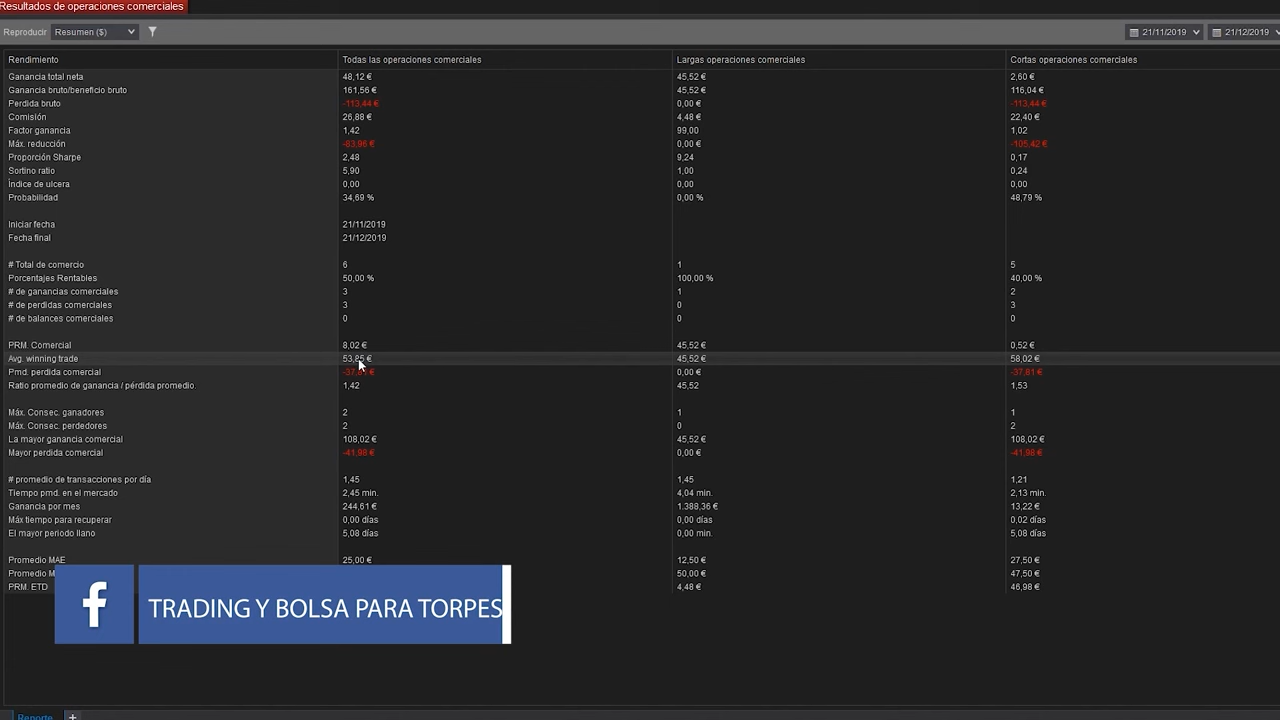 Resultados de operaciones comerciales
Reproducir Resumen ($) 21/11/2019 21/12/2019
Rendimiento Todas las operaciones comerciales Largas operaciones comerciales Cortas operaciones comerciales
Ganancia total neta 48,12 € 45,52 € 2,60 €
Ganancia bruto/beneficio bruto 161,56 € 45,52 € 116,04 €
Perdida bruto -113,44 € 0,00 € -113,44 €
Comisión 26,88 € 4,48 € 22,40 €
Factor ganancia 1,42 99,00 1,02
Máx. reducción -83,96 € 0,00 € -105,42 €
Proporción Sharpe 2,48 9,24 0,17
Sortino ratio 5,90 1,00 0,24
Índice de ulcera 0,00 0,00 0,00
Probabilidad 34,69 % 0,00 % 48,79 %
Iniciar fecha 21/11/2019
Fecha final 21/12/2019
# Total de comercio 6 1 5
Porcentajes Rentables 50,00 % 100,00 % 40,00 %
# de ganancias comerciales 3 1 2
# de perdidas comerciales 3 0 3
# de balances comerciales 0 0 0
PRM. Comercial 8,02 € 45,52 € 0,52 €
Avg. winning trade 53,85 € 45,52 € 58,02 €
Pmd. perdida comercial 0,00 € -37,81 €
Ratio promedio de ganancia / pérdida promedio. 1,42 45,52 1,53
Máx. Consec. ganadores 2 1 1
Máx. Consec. perdedores 2 0 2
La mayor ganancia comercial 108,02 € 45,52 € 108,02 €
Mayor perdida comercial -41,98 € 0,00 € -41,98 €
# promedio de transacciones por día 1,45 1,45 1,21
Tiempo pmd. en el mercado 2,45 min. 4,04 min. 2,13 min.
Ganancia por mes 244,61 € 1.388,36 € 13,22 €
Máx tiempo para recuperar 0,00 días 0,00 días 0,02 días
El mayor periodo llano 5,08 días 0,00 min. 5,08 días
Promedio MAE 25,00 € 12,50 € 27,50 €
Promedio 50,00 € 47,50 €
PRM. ETD 4,48 € 46,98 €
f TRADING Y BOLSA PARA TORPES
Reporte +